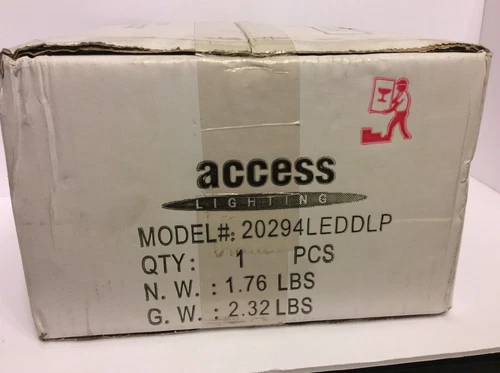 access
LIGHTING
MODEL#: 20294LEDDLP
QTY: 1 PCS
N. W. : 1.76 LBS
G. W. : 2.32 LBS